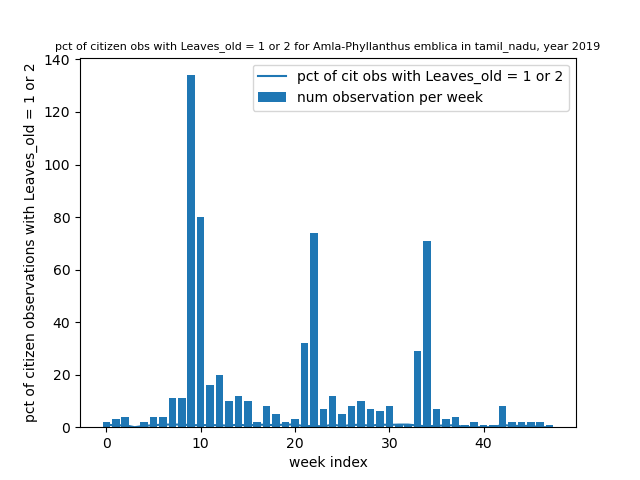 pct of citizen obs with Leaves_old = 1 or 2 for Amla-Phyllanthus emblica in tamil_nadu, year 2019
pct of citizen observations with Leaves_old = 1 or 2
140
120
100
80
60
40
20
0
pct of cit obs with Leaves_old = 1 or 2
num observation per week
0 10 20 30 40
week index